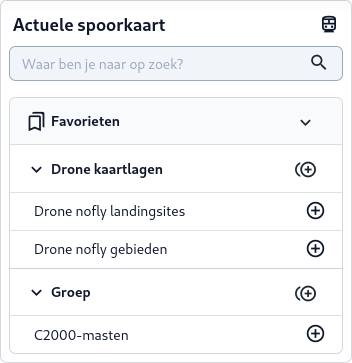 Actuele spoorkaart
Waar ben je naar op zoek?
Favorieten
Drone kaartlagen
Drone nofly landingsites
Drone nofly gebieden
Groep
C2000-masten